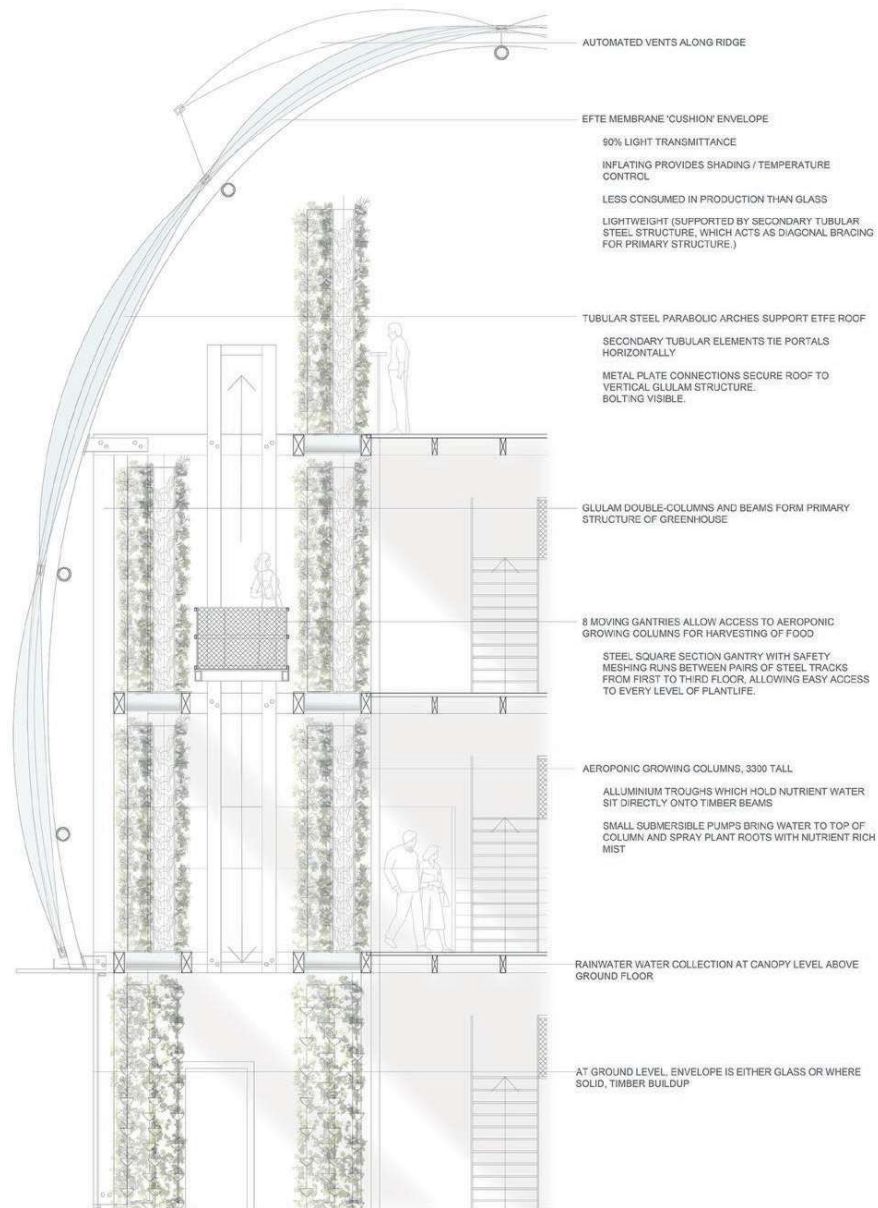 AUTOMATED VENTS ALONG RIDGE
EFTE MEMBRANE 'CUSHION' ENVELOPE
90% LIGHT TRANSMITTANCE
INFLATING PROVIDES SHADING / TEMPERATURE
CONTROL
LESS CONSUMED IN PRODUCTION THAN GLASS
LIGHTWEIGHT (SUPPORTED BY SECONDARY TUBULAR
STEEL STRUCTURE, WHICH ACTS AS DIAGONAL BRACING
FOR PRIMARY STRUCTURE.)
TUBULAR STEEL PARABOLIC ARCHES SUPPORT ETFE ROOF
SECONDARY TUBULAR ELEMENTS TIE PORTALS
HORIZONTALLY
METAL PLATE CONNECTIONS SECURE ROOF TO
VERTICAL GLULAM STRUCTURE.
BOLTING VISIBLE.
GLULAM DOUBLE-COLUMNS AND BEAMS FORM PRIMARY
STRUCTURE OF GREENHOUSE
8 MOVING GANTRIES ALLOW ACCESS TO AEROPONIC
GROWING COLUMNS FOR HARVESTING OF FOOD
STEEL SQUARE SECTION GANTRY WITH SAFETY
MESHING RUNS BETWEEN PAIRS OF STEEL TRACKS
FROM FIRST TO THIRD FLOOR, ALLOWING EASY ACCESS
TO EVERY LEVEL OF PLANTLIFE.
AEROPONIC GROWING COLUMNS, 3300 TALL
ALLUMINIUM TROUGHS WHICH HOLD NUTRIENT WATER
SIT DIRECTLY ONTO TIMBER BEAMS
SMALL SUBMERSIBLE PUMPS BRING WATER TO TOP OF
COLUMN AND SPRAY PLANT ROOTS WITH NUTRIENT RICH
MIST
RAINWATER WATER COLLECTION AT CANOPY LEVEL ABOVE
GROUND FLOOR
AT GROUND LEVEL, ENVELOPE IS EITHER GLASS OR WHERE
SOLID, TIMBER BUILDUP